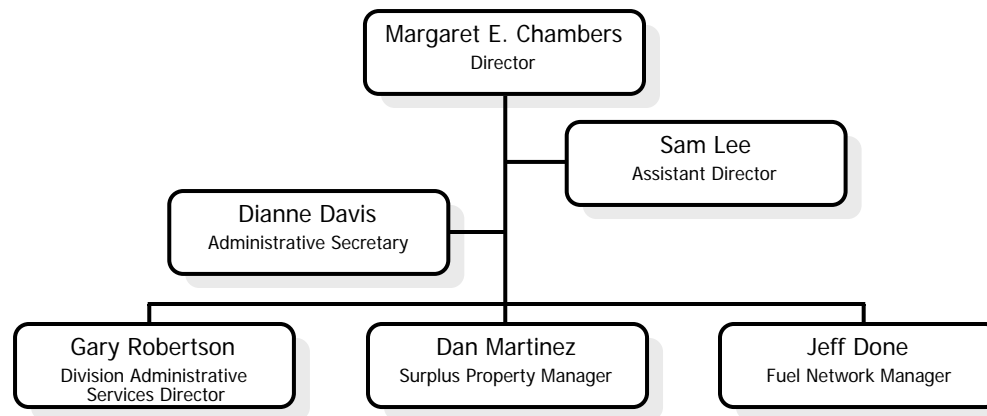 Margaret E. Chambers
Director
Sam Lee
Assistant Director
Dianne Davis
Administrative Secretary
Gary Robertson
Division Administrative
Services Director
Dan Martinez
Surplus Property Manager
Jeff Done
Fuel Network Manager